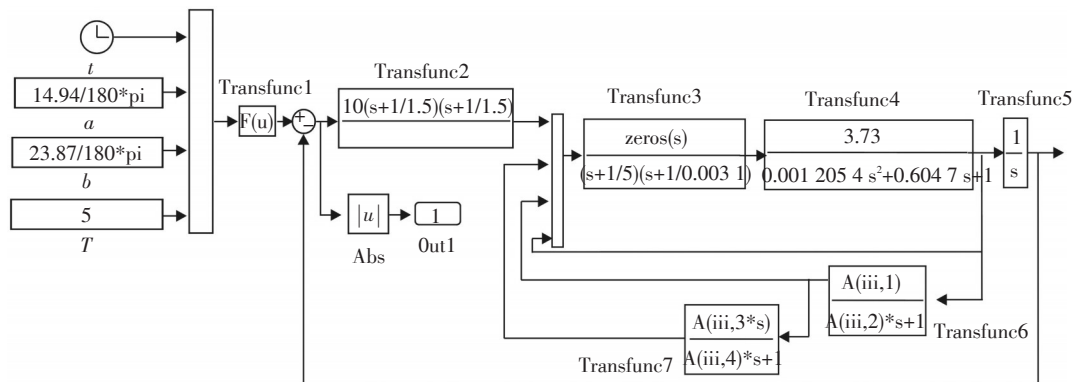 t
14.94/180*pi
a
23.87/180*pi
b
5
T
Transfunc1
F(u)
Transfunc2
10(s+1/1.5)(s+1/1.5)
|u|
Abs
1
Out1
Transfunc3
zeros(s)
(s+1/5)(s+1/0.003 1)
Transfunc4
3.73
0.001 205 4 s²+0.604 7 s+1
Transfunc5
1
s
A(iii,1)
A(iii,2)*s+1
Transfunc6
A(iii,3*s)
A(iii,4)*s+1
Transfunc7